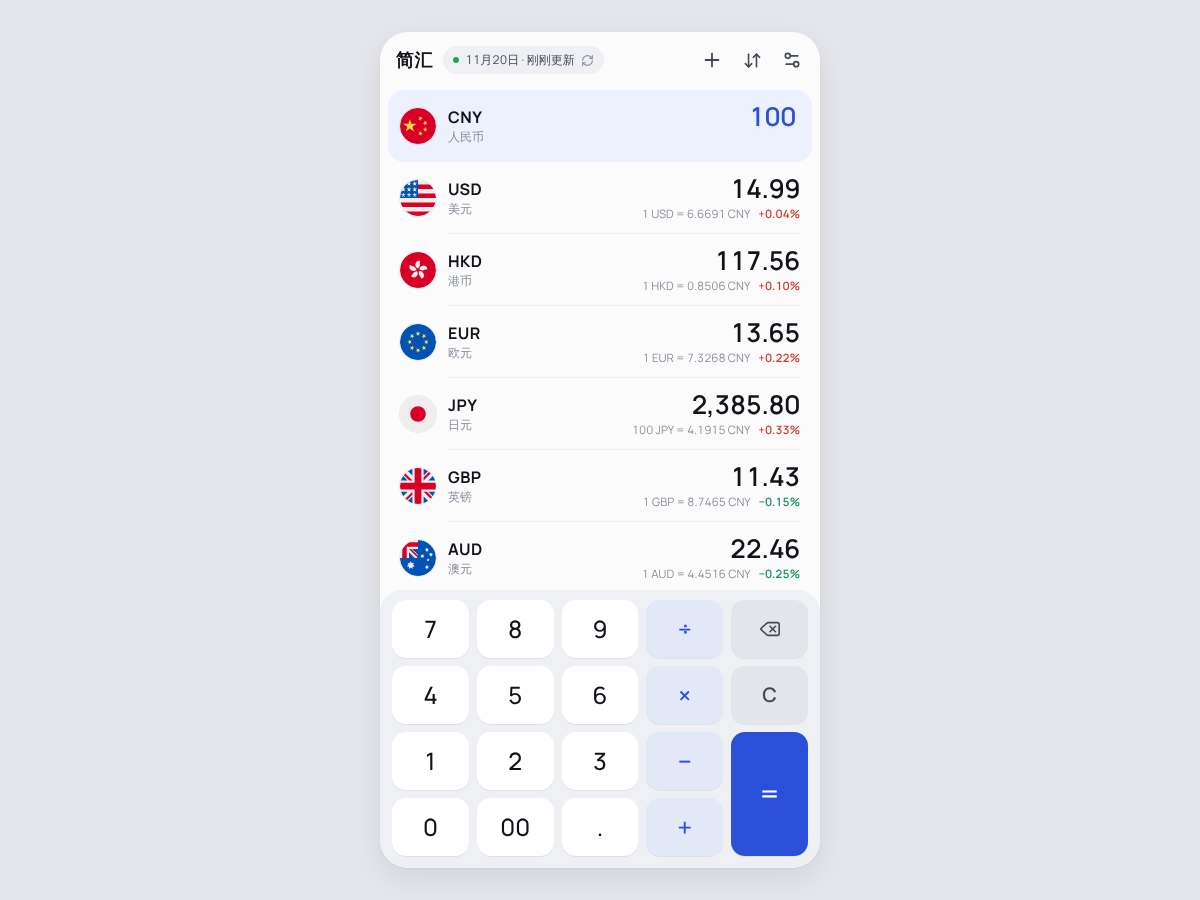 简汇 11月20日 · 刚刚更新
CNY 100
人民币
USD 14.99
美元 1 USD = 6.6691 CNY +0.04%
HKD 117.56
港币 1 HKD = 0.8506 CNY +0.10%
EUR 13.65
欧元 1 EUR = 7.3268 CNY +0.22%
JPY 2,385.80
日元 100 JPY = 4.1915 CNY +0.33%
GBP 11.43
英镑 1 GBP = 8.7465 CNY −0.15%
AUD 22.46
澳元 1 AUD = 4.4516 CNY −0.25%
7 8 9 ÷
4 5 6 × C
1 2 3 −
=
0 00 . +